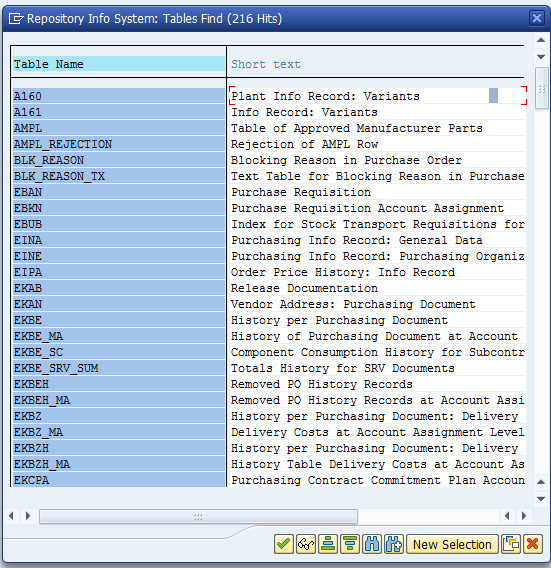 Repository Info System: Tables Find (216 Hits)
Table Name Short text
A160 Plant Info Record: Variants
A161 Info Record: Variants
AMPL Table of Approved Manufacturer Parts
AMPL_REJECTION Rejection of AMPL Row
BLK_REASON Blocking Reason in Purchase Order
BLK_REASON_TX Text Table for Blocking Reason in Purchase
EBAN Purchase Requisition
EBKN Purchase Requisition Account Assignment
EBUB Index for Stock Transport Requisitions for
EINA Purchasing Info Record: General Data
EINE Purchasing Info Record: Purchasing Organiz
EIPA Order Price History: Info Record
EKAB Release Documentation
EKAN Vendor Address: Purchasing Document
EKBE History per Purchasing Document
EKBE_MA History of Purchasing Document at Account
EKBE_SC Component Consumption History for Subcontr
EKBE_SRV_SUM Totals History for SRV Documents
EKBEH Removed PO History Records
EKBEH_MA Removed PO History Records at Account Assi
EKBZ History per Purchasing Document: Delivery
EKBZ_MA Delivery Costs at Account Assignment Level
EKBZH History per Purchasing Document: Delivery
EKBZH_MA History Table Delivery Costs at Account As
EKCPA Purchasing Contract Commitment Plan Accoun
New Selection